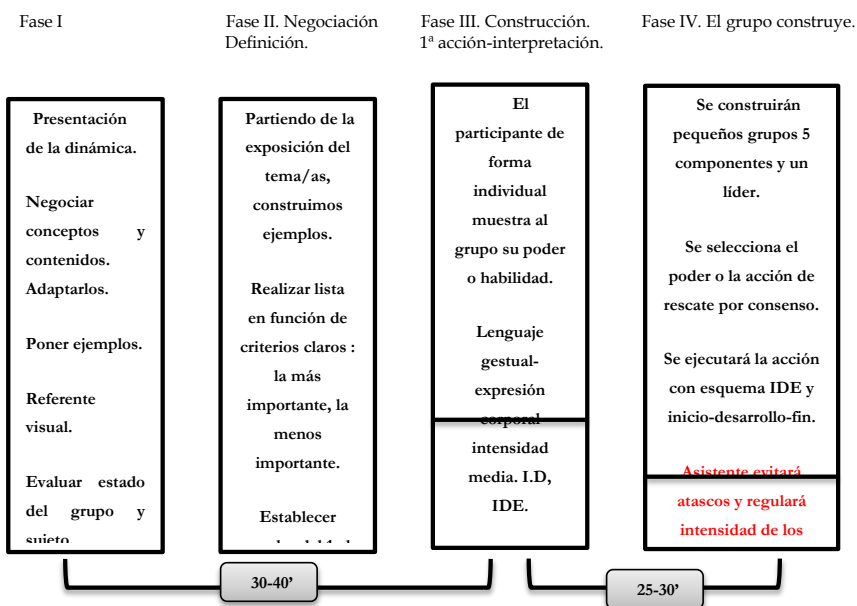 Fase I
Fase II. Negociación
Definición.
Fase III. Construcción.
1ª acción-interpretación.
Fase IV. El grupo construye.
Presentación
de la dinámica.
Negociar
conceptos y
contenidos.
Adaptarlos.
Poner ejemplos.
Referente
visual.
Evaluar estado
del grupo y
sujeto
Partiendo de la
exposición del
tema/as,
construimos
ejemplos.
Realizar lista
en función de
criterios claros :
la más
importante, la
menos
importante.
Establecer
El
participante de
forma
individual
muestra al
grupo su poder
o habilidad.
Lenguaje
gestual-
expresión
corporal
intensidad
media. I.D,
IDE.
Se construirán
pequeños grupos 5
componentes y un
líder.
Se selecciona el
poder o la acción de
rescate por consenso.
Se ejecutará la acción
con esquema IDE y
inicio-desarrollo-fin.
Asistente evitará
atascos y regulará
intensidad de los
30-40’
25-30’